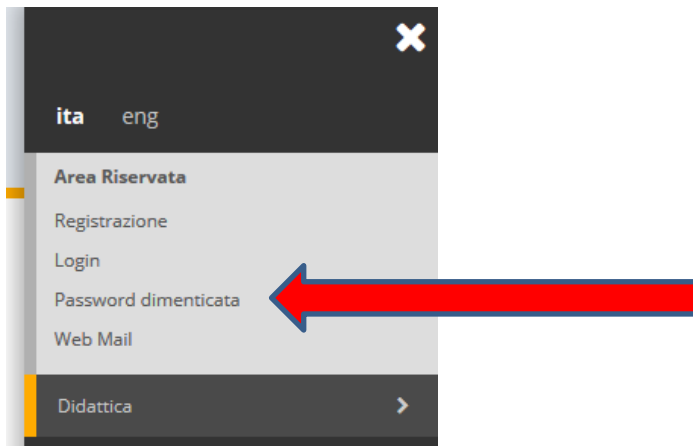 ita eng
Area Riservata
Registrazione
Login
Password dimenticata
Web Mail
Didattica